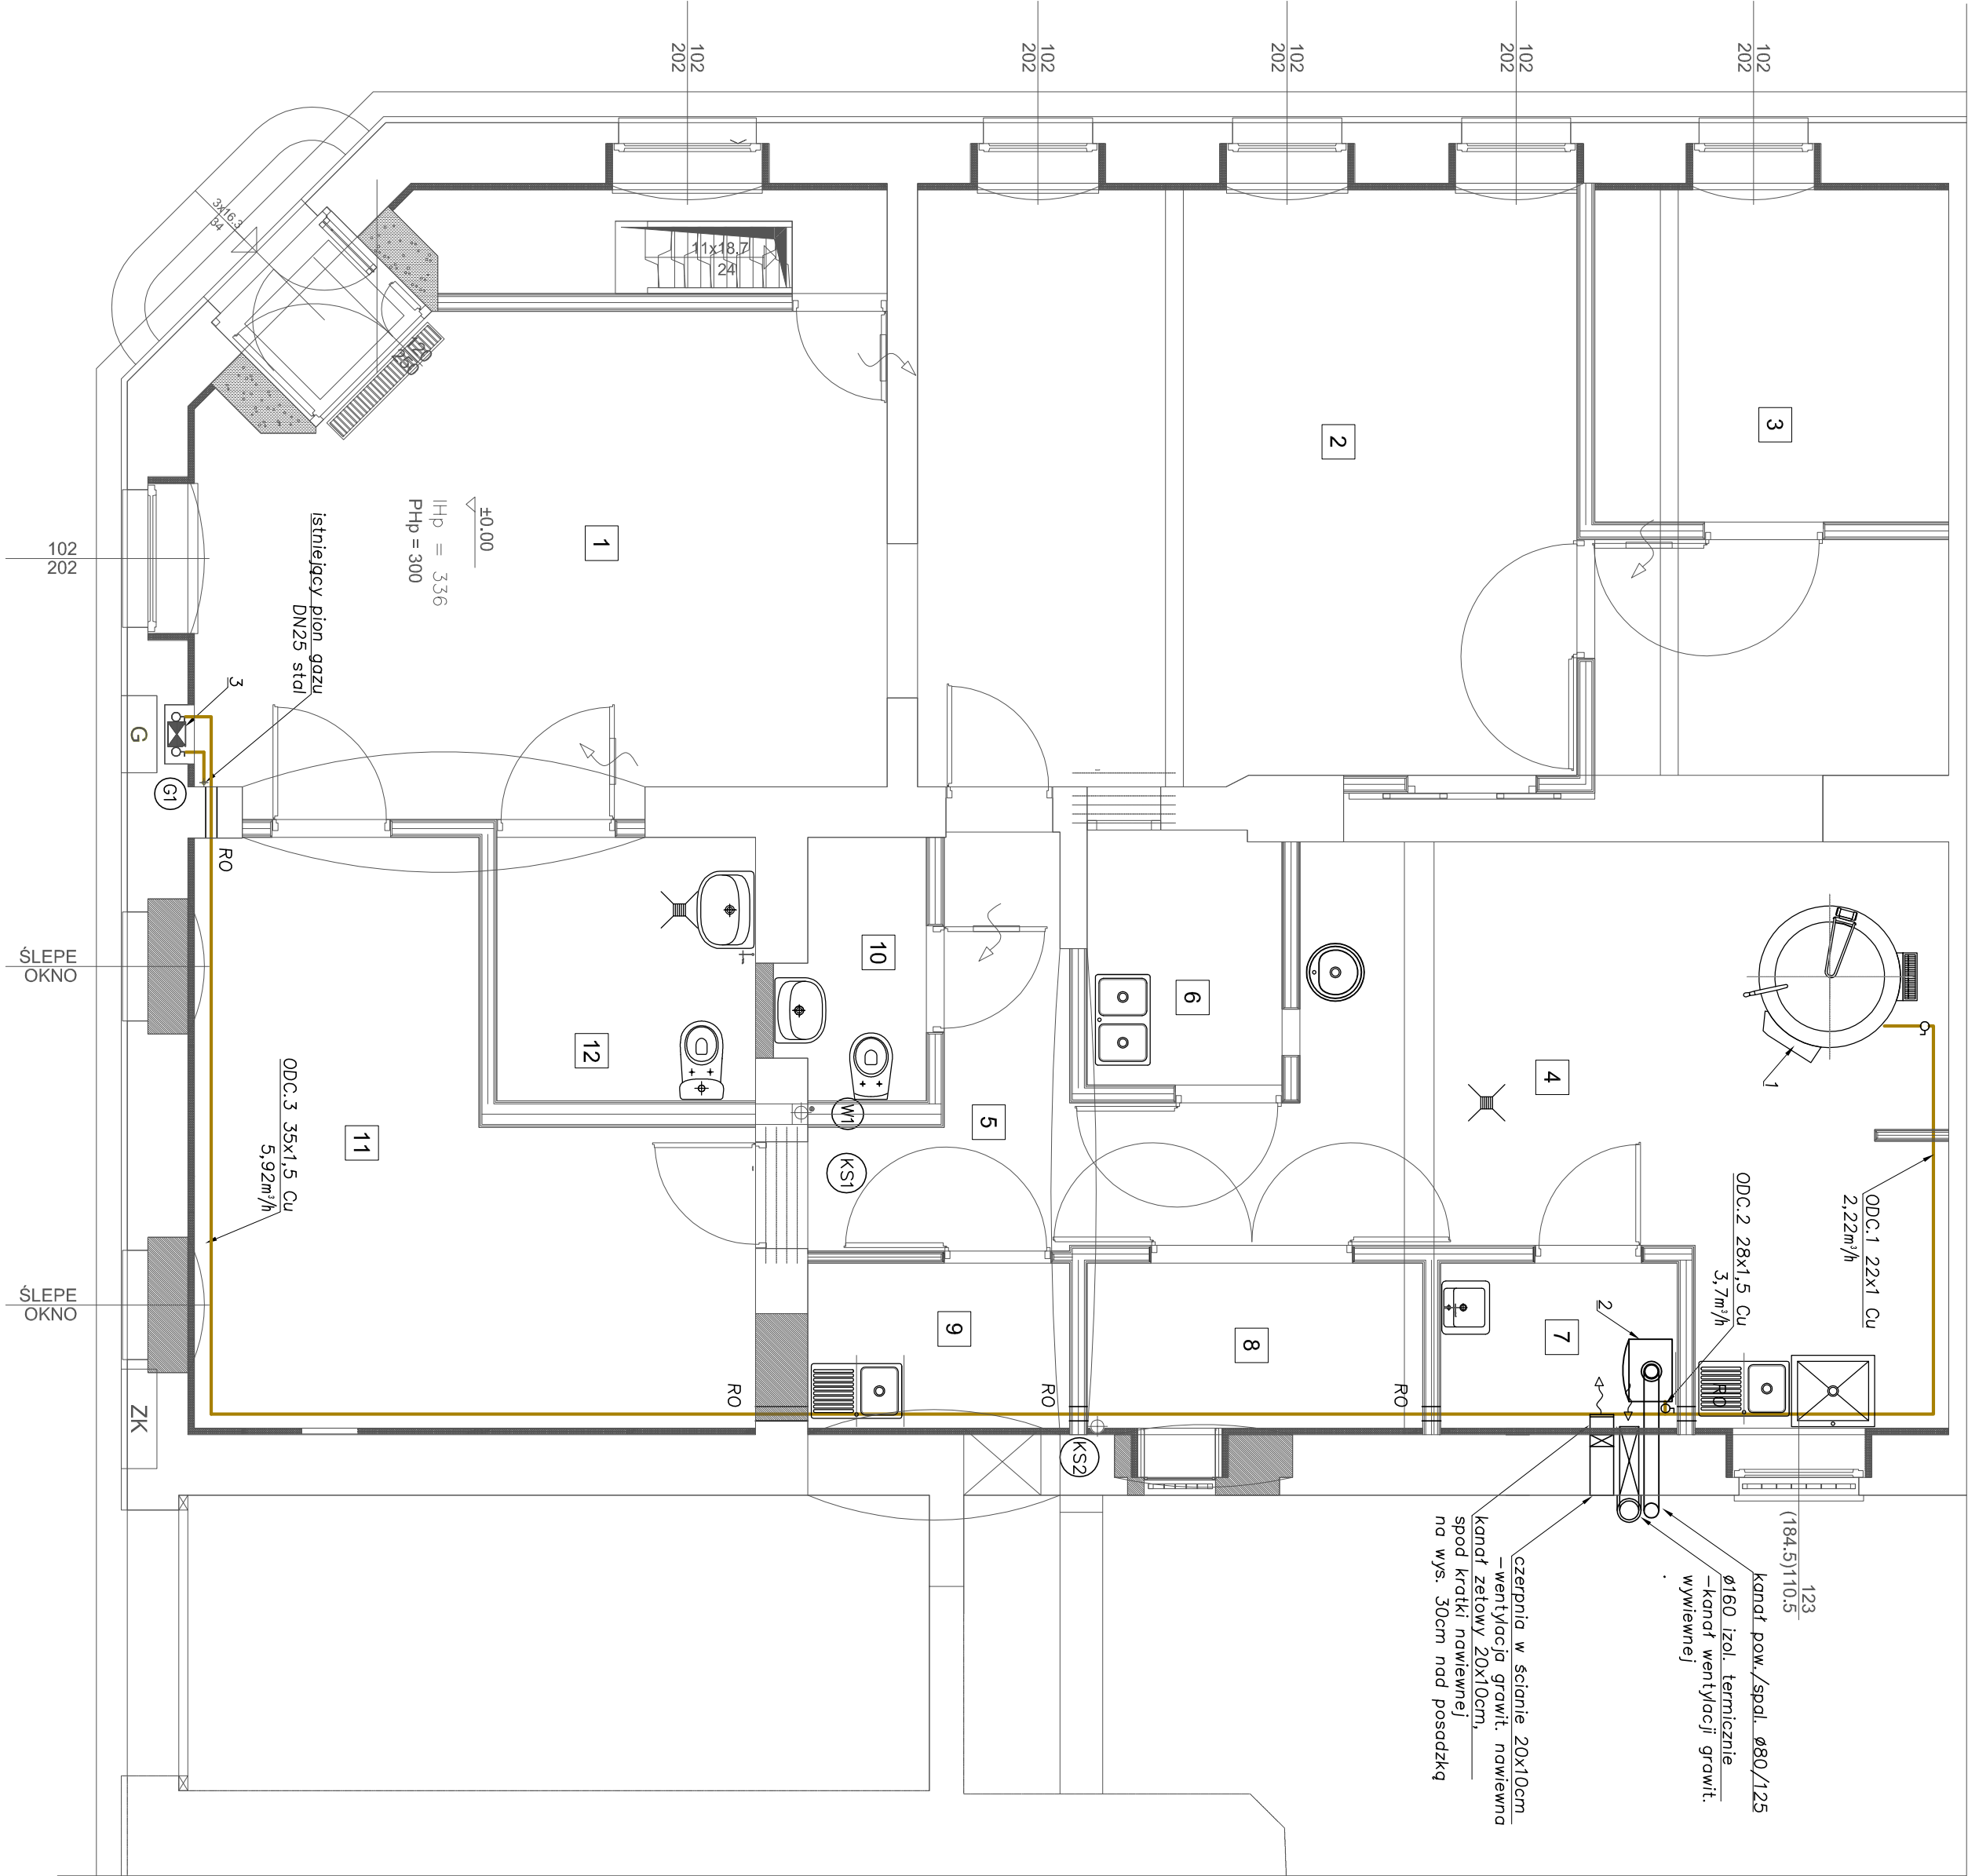 102
202
102
202
102
202
102
202
102
202
3x16.3
34
11x18,7
24
120
250
±0.00
IHp = 336
PHp = 300
1
2
3
istniejący pion gazu
DN25 stal
3
G
G1
102
202
RO
ŚLEPE
OKNO
ŚLEPE
OKNO
ZK
10
12
6
4
1
5
W1
KS1
11
ODC.3 35x1,5 Cu
5,92m³/h
ODC.1 22x1 Cu
2,22m³/h
ODC.2 28x1,5 Cu
3,7m³/h
2
7
8
9
RO
RO
RO
RO
KS2
123
(184.5)110.5
kanał pow./spal. ø80/125
ø160 izol. termicznie
-kanał wentylacji grawit.
wywiewnej
.
czerpnia w ścianie 20x10cm
-wentylacja grawit. nawiewna
kanał zetowy 20x10cm,
spod kratki nawiewnej
na wys. 30cm nad posadzką